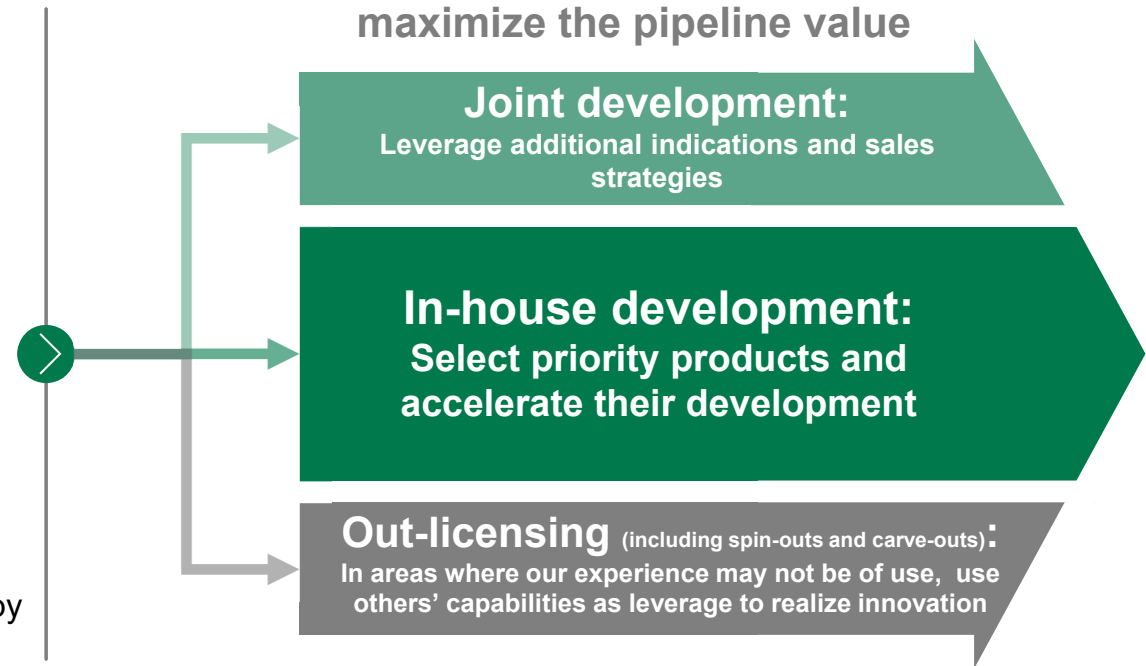 maximize the pipeline value
Joint development:
Leverage additional indications and sales
strategies
In-house development:
Select priority products and
accelerate their development
Out-licensing (including spin-outs and carve-outs):
In areas where our experience may not be of use, use
others’ capabilities as leverage to realize innovation